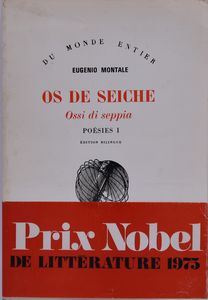 DU MONDE ENTIER
EUGENIO MONTALE
OS DE SEICHE
Ossi di seppia
POÉSIES I
ÉDITION BILINGUE
Prix Nobel
DE LITTÉRATURE 1975